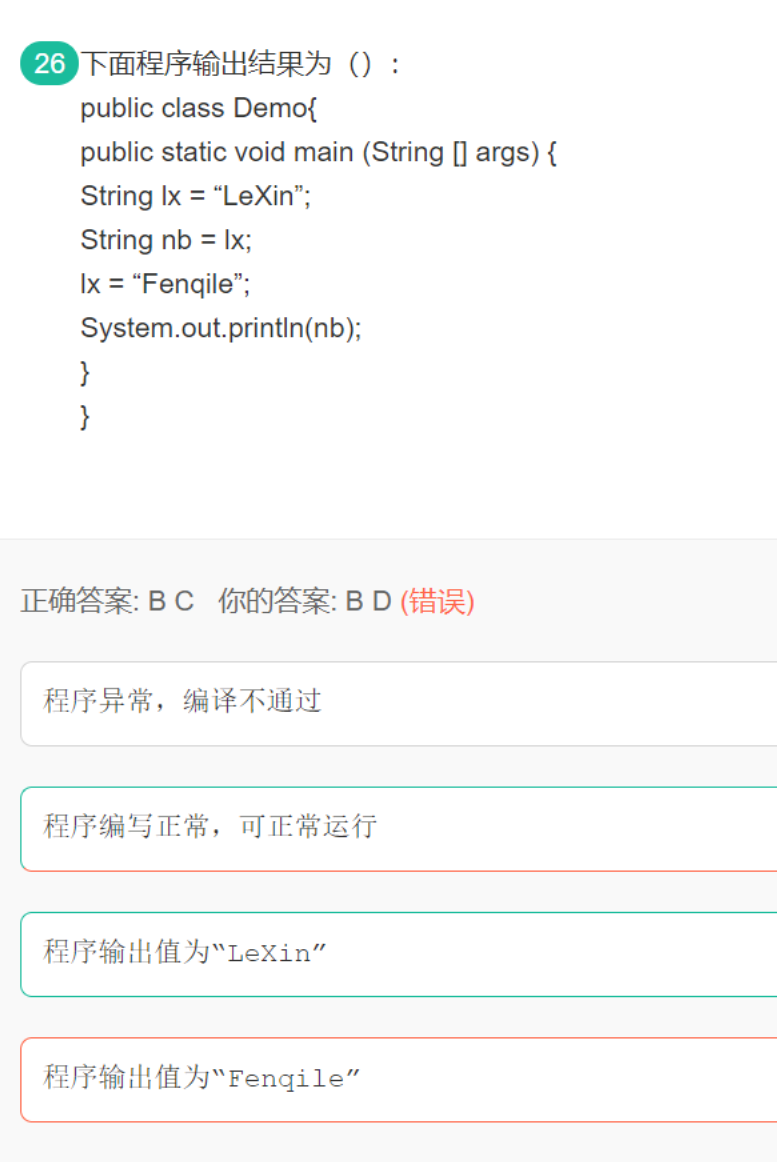 26 下面程序输出结果为（）:
public class Demo{
public static void main (String [] args) {
String lx = “LeXin”;
String nb = lx;
lx = “Fenqile”;
System.out.println(nb);
}
}
正确答案: B C 你的答案: B D (错误)
程序异常，编译不通过
程序编写正常，可正常运行
程序输出值为“LeXin”
程序输出值为“Fenqile”